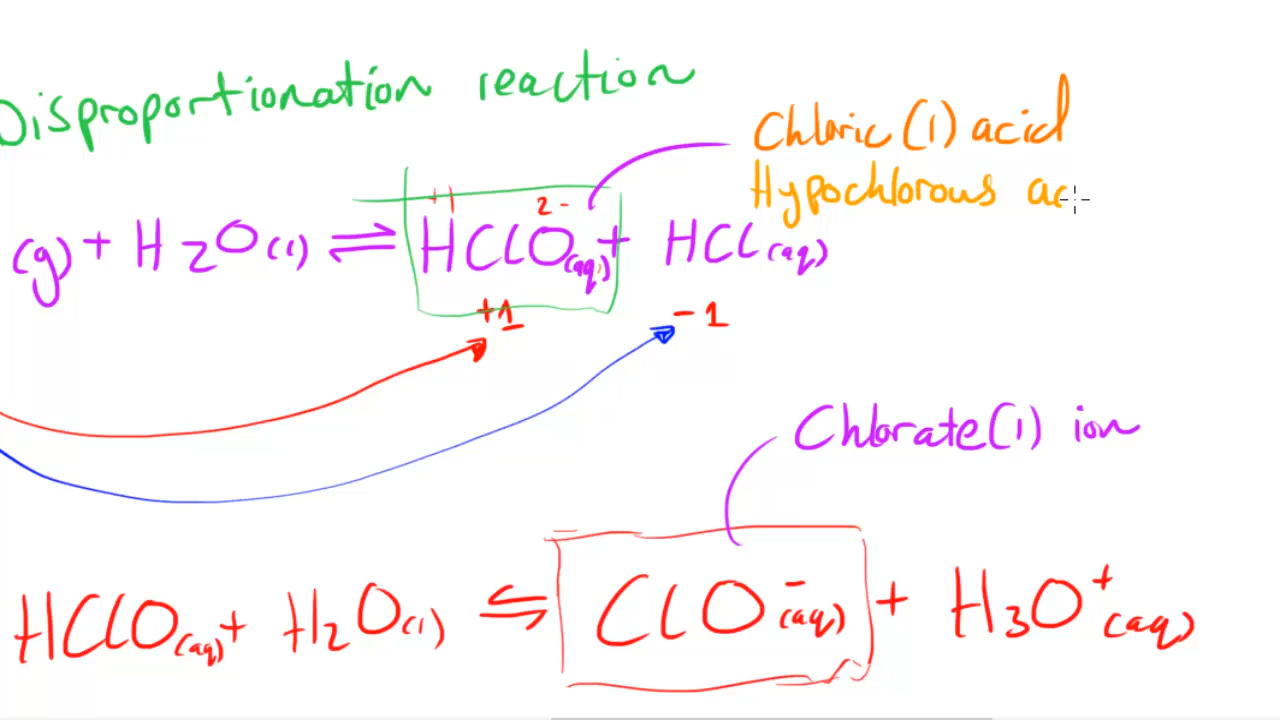 Disproportionation reaction
Chloric (1) acid
Hypochlorous ac
+1 2-
(g) + H2O(l) ⇌ HClO(aq) + HCl(aq)
+1 -1
Chlorate(1) ion
HClO(aq) + H2O(l) ⇌ ClO⁻(aq) + H3O⁺(aq)